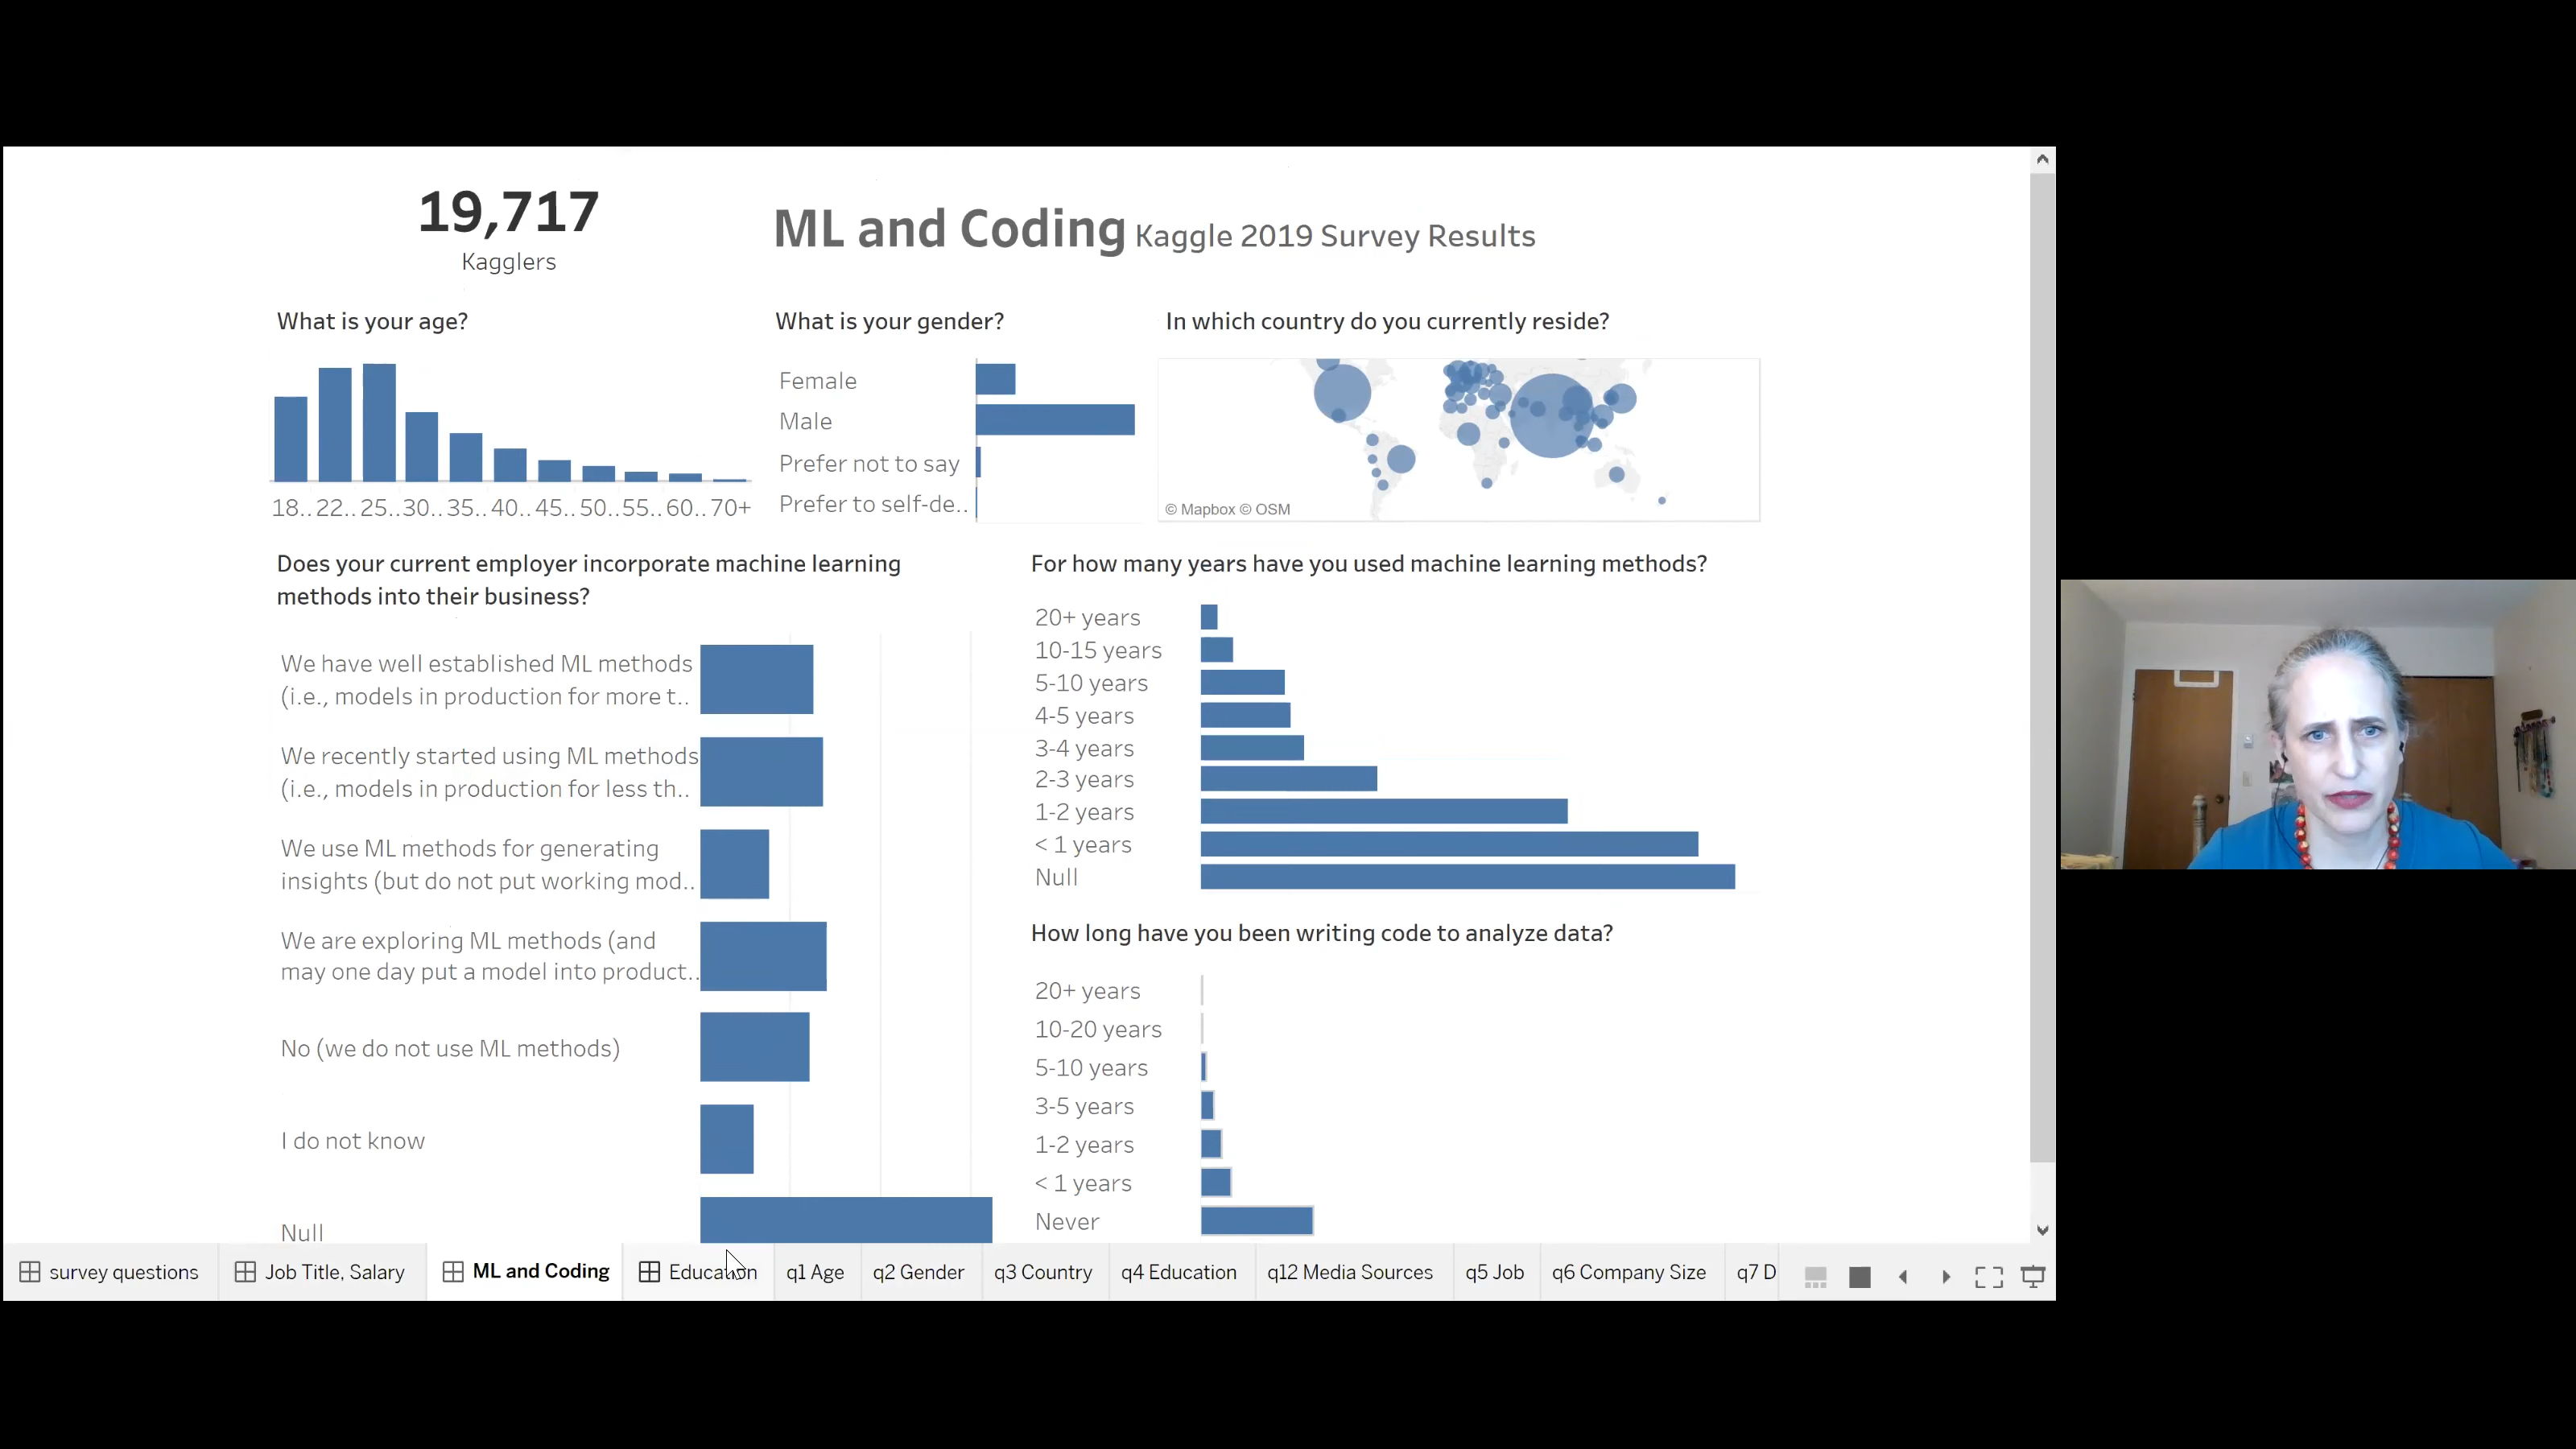 19,717
Kagglers
ML and Coding Kaggle 2019 Survey Results
What is your age?
18.. 22.. 25.. 30.. 35.. 40.. 45.. 50.. 55.. 60.. 70+
What is your gender?
Female
Male
Prefer not to say
Prefer to self-de..
In which country do you currently reside?
© Mapbox © OSM
Does your current employer incorporate machine learning
methods into their business?
We have well established ML methods
(i.e., models in production for more t..
We recently started using ML methods
(i.e., models in production for less th..
We use ML methods for generating
insights (but do not put working mod..
We are exploring ML methods (and
may one day put a model into product..
No (we do not use ML methods)
I do not know
Null
For how many years have you used machine learning methods?
20+ years
10-15 years
5-10 years
4-5 years
3-4 years
2-3 years
1-2 years
< 1 years
Null
How long have you been writing code to analyze data?
20+ years
10-20 years
5-10 years
3-5 years
1-2 years
< 1 years
Never
survey questions
Job Title, Salary
ML and Coding
Education
q1 Age
q2 Gender
q3 Country
q4 Education
q12 Media Sources
q5 Job
q6 Company Size
q7 D